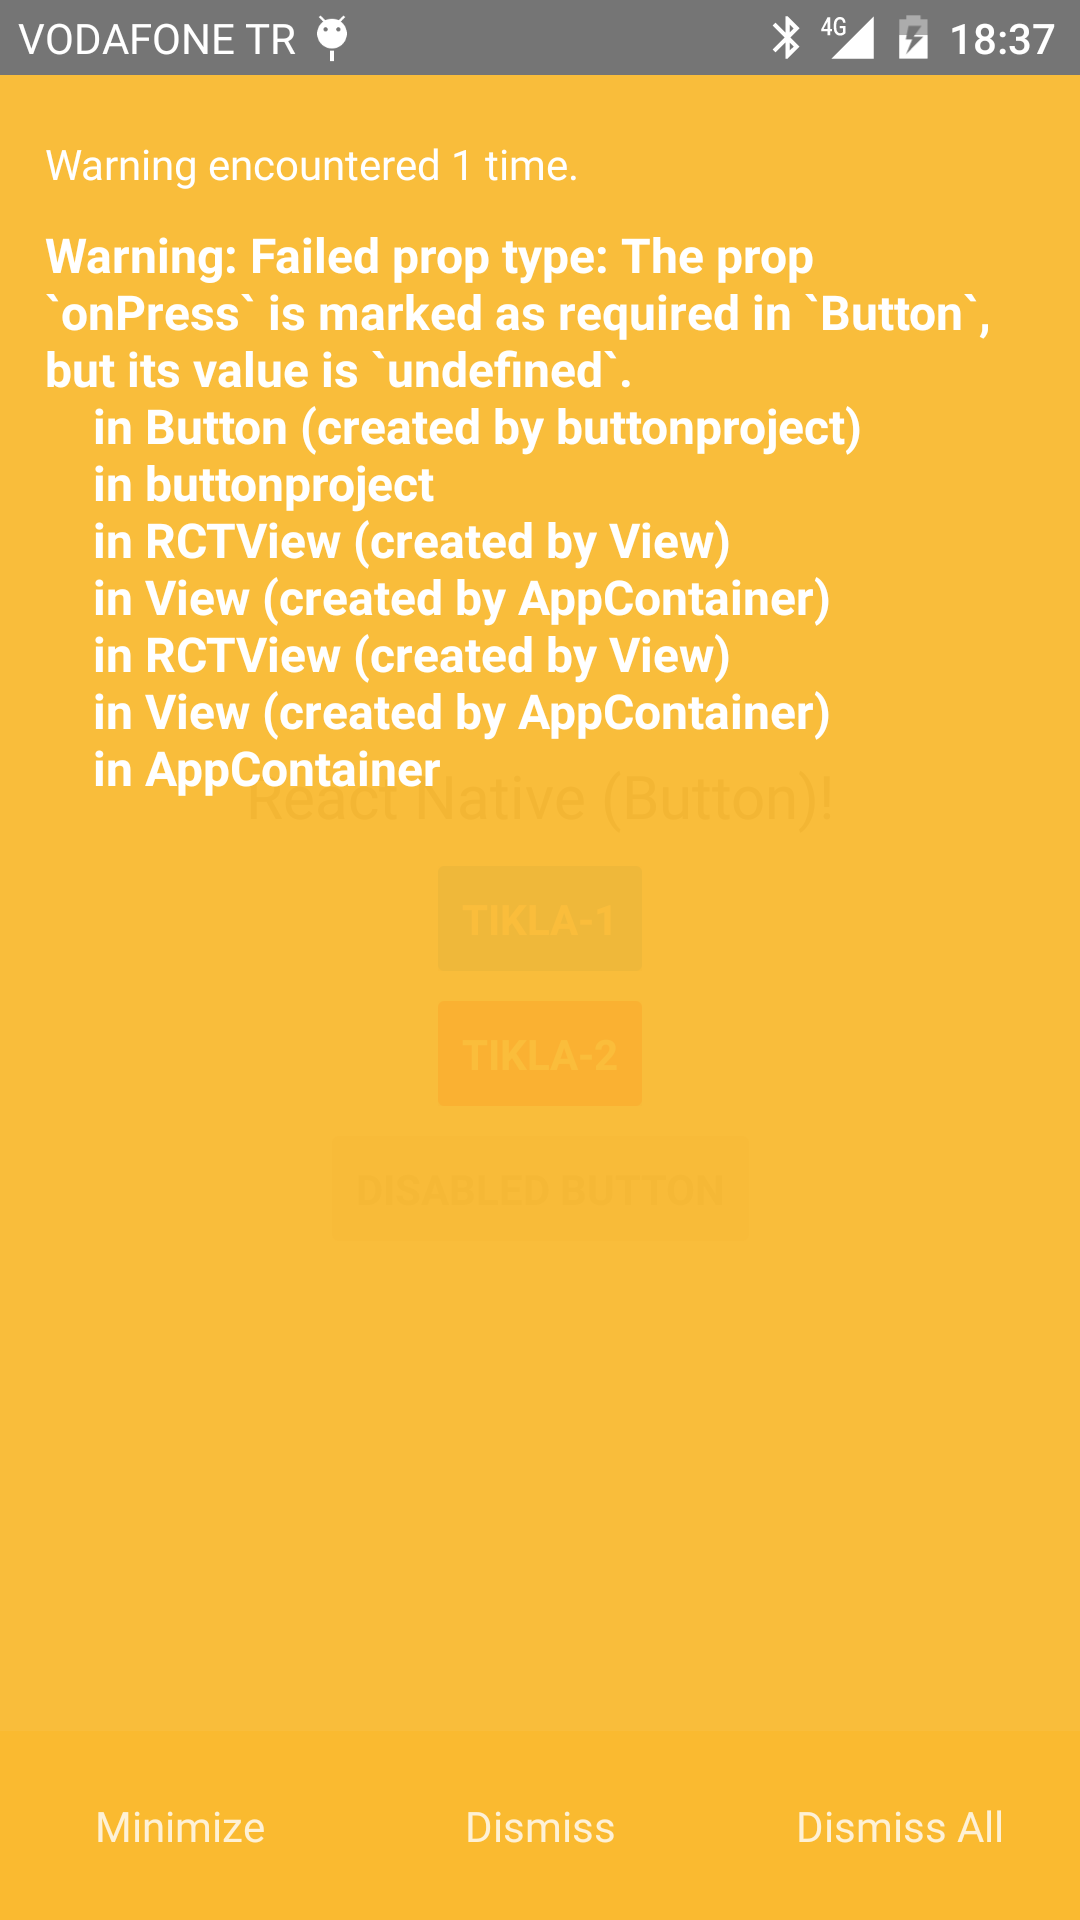 VODAFONE TR 4G 18:37
Warning encountered 1 time.
Warning: Failed prop type: The prop
`onPress` is marked as required in `Button`,
but its value is `undefined`.
in Button (created by buttonproject)
in buttonproject
in RCTView (created by View)
in View (created by AppContainer)
in RCTView (created by View)
in View (created by AppContainer)
in AppContainer
React Native (Button)!
TIKLA-1
TIKLA-2
DISABLED BUTTON
Minimize Dismiss Dismiss All